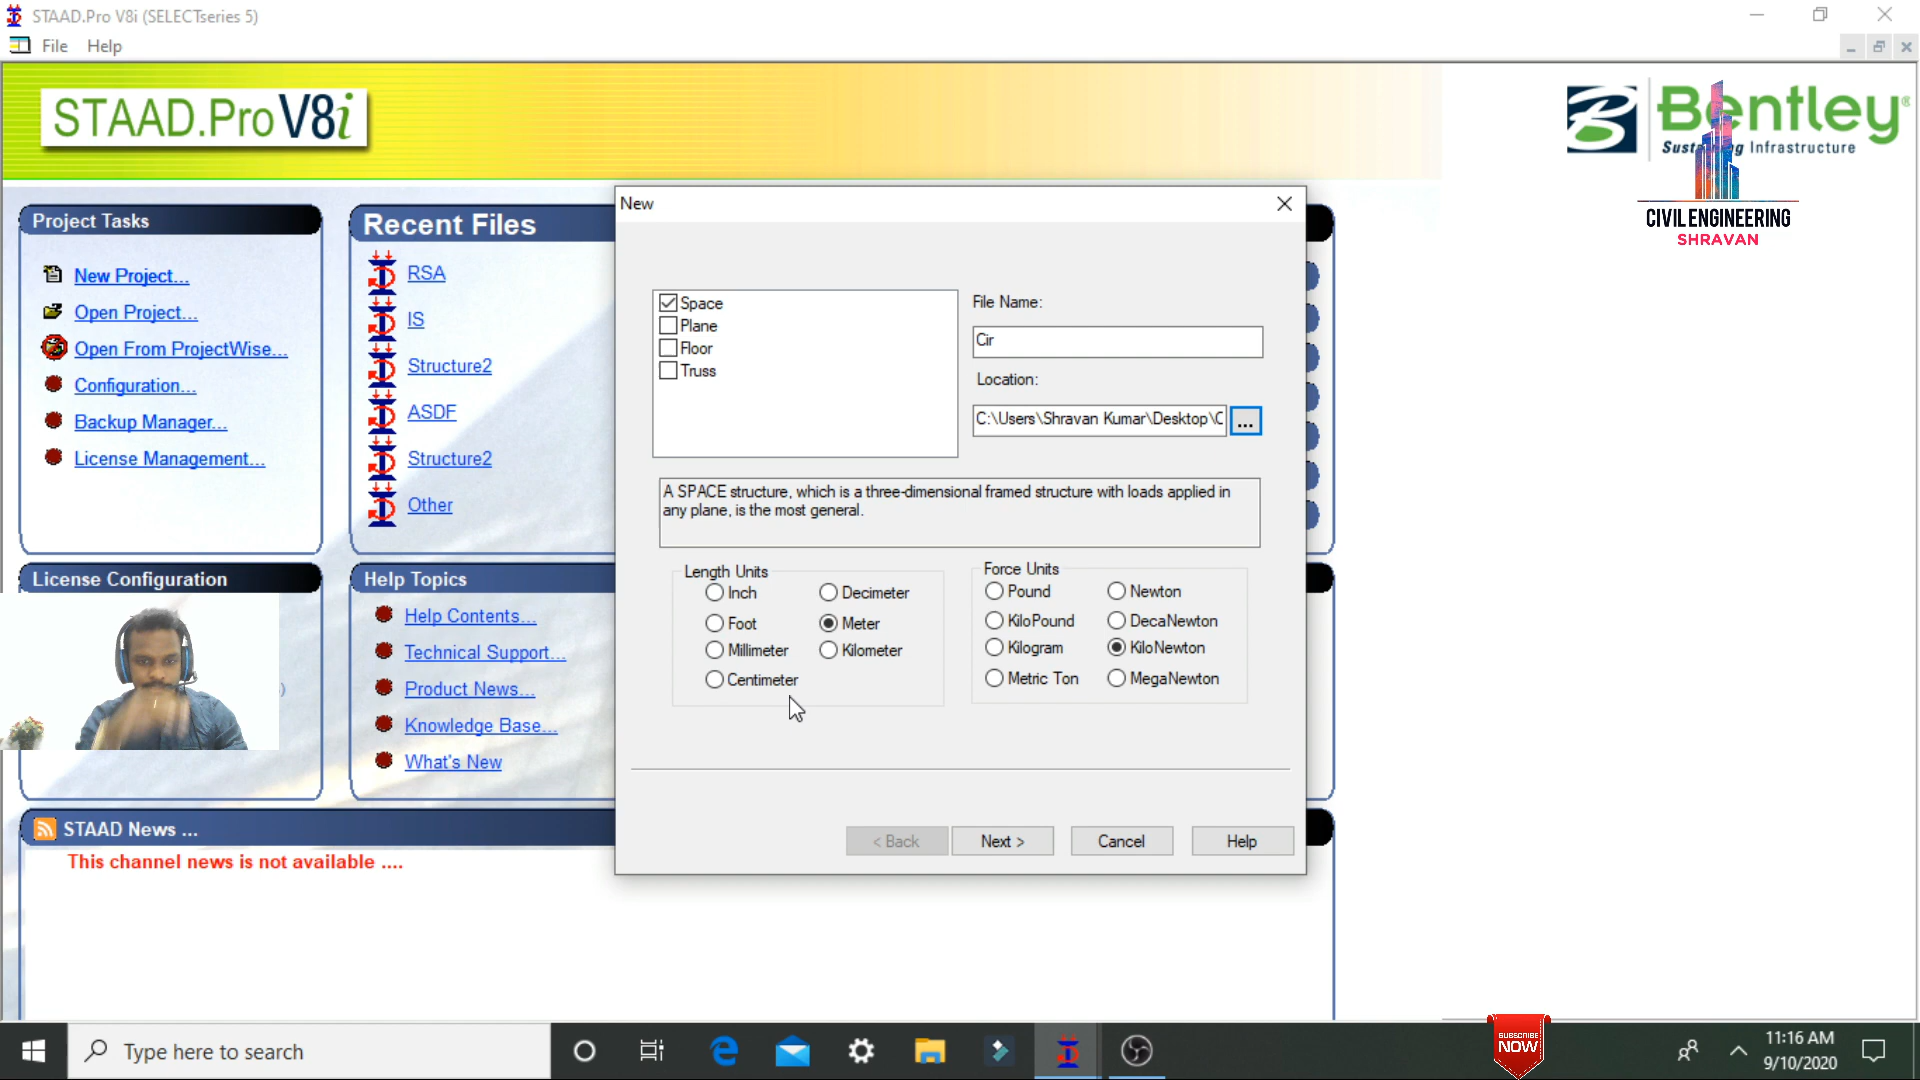 STAAD.Pro V8i (SELECTseries 5)
File Help
STAAD.Pro V8i
Bentley®
Infrastructure
CIVIL ENGINEERING
SHRAVAN
Project Tasks
New Project...
Open Project...
Open From ProjectWise...
Configuration...
Backup Manager...
License Management...
Recent Files
RSA
IS
Structure2
ASDF
Structure2
Other
License Configuration
Help Topics
Help Contents...
Technical Support...
Product News...
Knowledge Base...
What's New
STAAD News ...
This channel news is not available ....
New
Space
Plane
Floor
Truss
File Name:
Cir
Location:
C:\Users\Shravan Kumar\Desktop\C
...
A SPACE structure, which is a three-dimensional framed structure with loads applied in
any plane, is the most general.
Length Units
Inch
Foot
Millimeter
Centimeter
Decimeter
Meter
Kilometer
Force Units
Pound
KiloPound
Kilogram
Metric Ton
Newton
DecaNewton
KiloNewton
MegaNewton
< Back
Next >
Cancel
Help
Type here to search
SUBSCRIBE
NOW
11:16 AM
9/10/2020